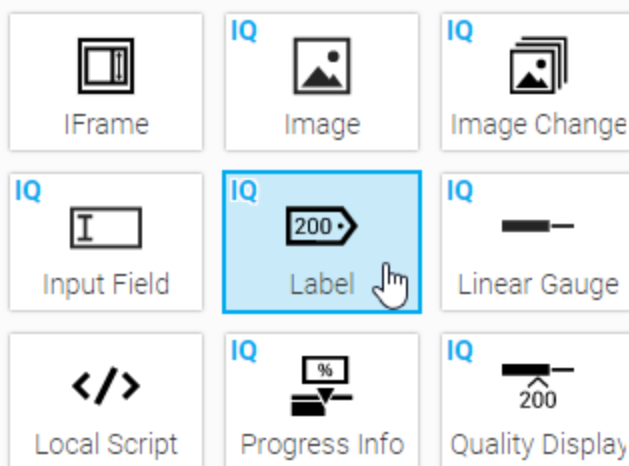 IFrame
IQ
Image
IQ
Image Change
IQ
Input Field
IQ
200
Label
IQ
Linear Gauge
</>
Local Script
IQ
%
Progress Info
IQ
200
Quality Display